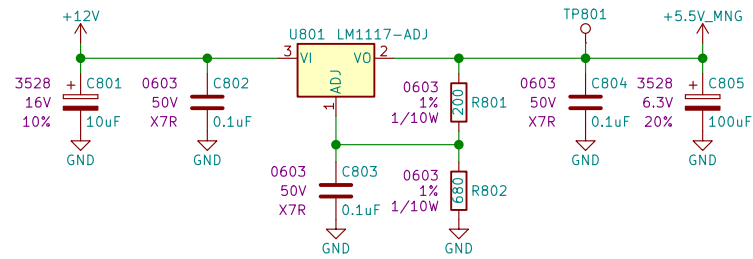 +12V
TP801
+5.5V_MNG
U801 LM1117-ADJ
3 VI VO 2
ADJ
1
3528 + C801
16V
10% 10uF
GND
0603 C802
50V
X7R 0.1uF
GND
0603
1% 200 R801
1/10W
0603 C804
50V
X7R 0.1uF
GND
3528 + C805
6.3V
20% 100uF
GND
0603 C803
50V
X7R 0.1uF
GND
0603
1% 680 R802
1/10W
GND